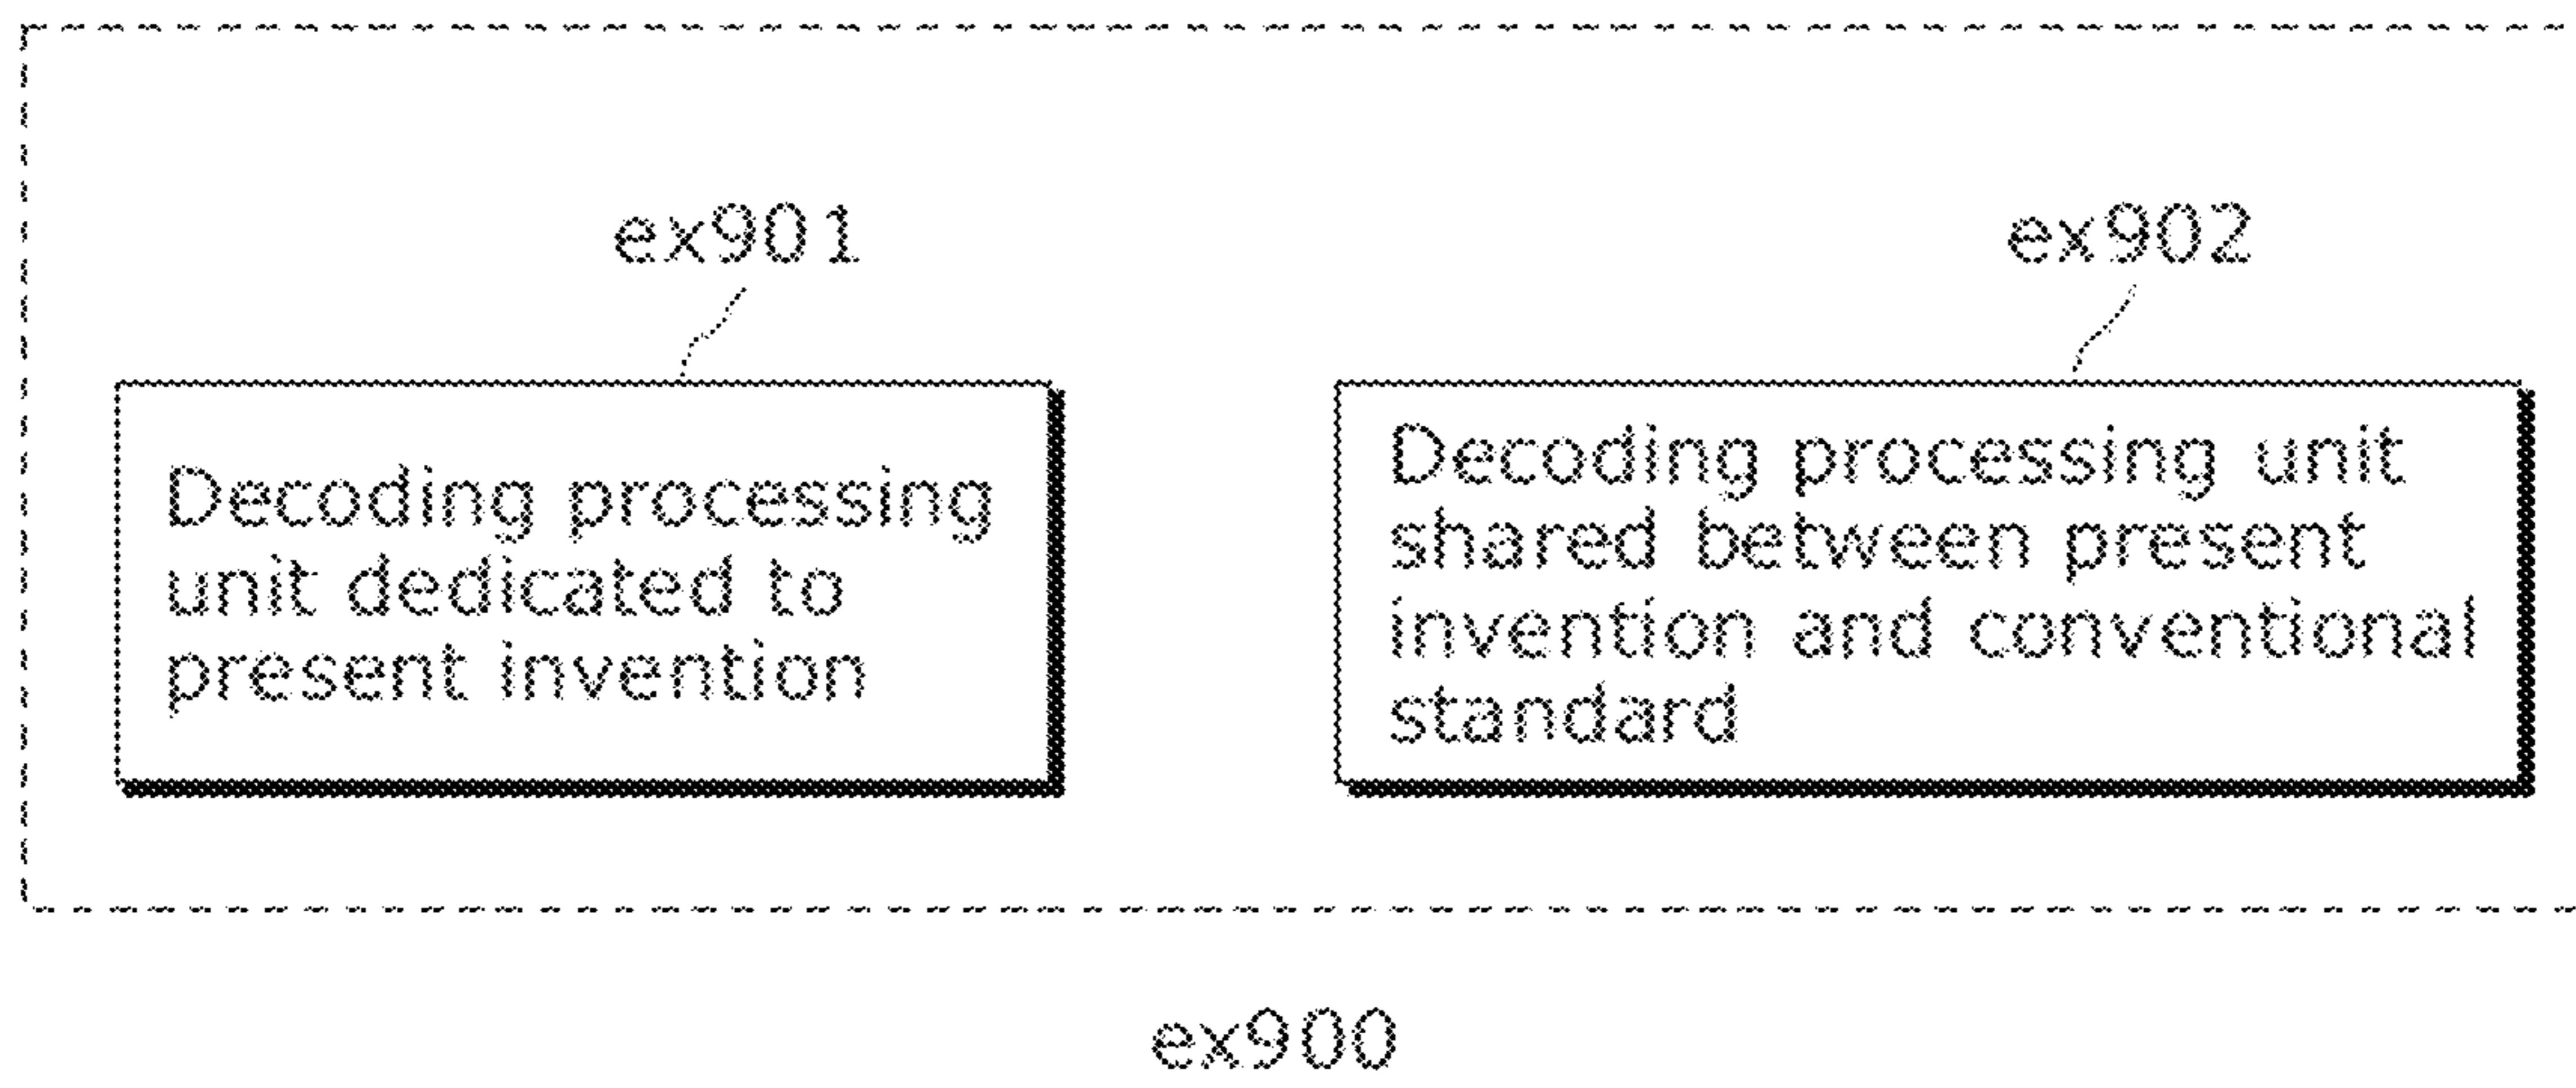 ex901
ex902
Decoding processing
unit dedicated to
present invention
Decoding processing unit
shared between present
invention and conventional
standard
ex900